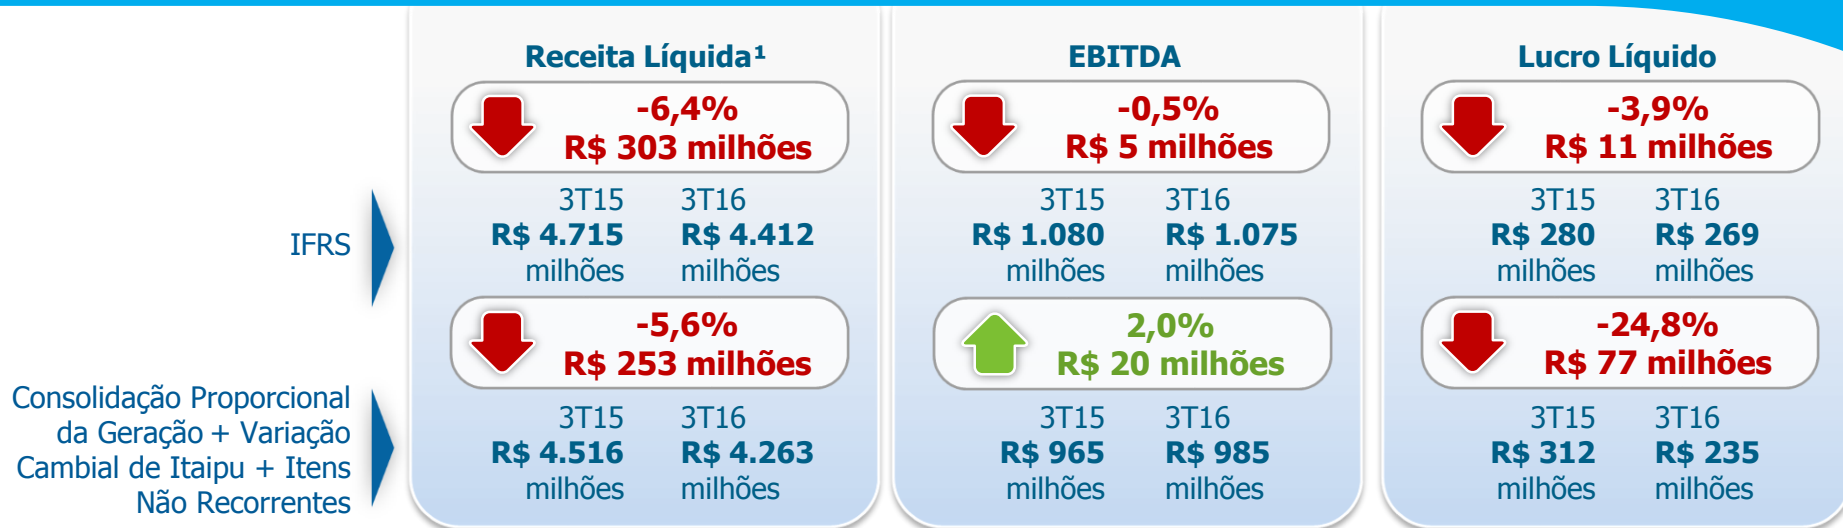 Receita Líquida¹
-6,4%
R$ 303 milhões
3T15 3T16
R$ 4.715 R$ 4.412
milhões milhões
-5,6%
R$ 253 milhões
3T15 3T16
R$ 4.516 R$ 4.263
milhões milhões
EBITDA
-0,5%
R$ 5 milhões
3T15 3T16
R$ 1.080 R$ 1.075
milhões milhões
2,0%
R$ 20 milhões
3T15 3T16
R$ 965 R$ 985
milhões milhões
Lucro Líquido
-3,9%
R$ 11 milhões
3T15 3T16
R$ 280 R$ 269
milhões milhões
-24,8%
R$ 77 milhões
3T15 3T16
R$ 312 R$ 235
milhões milhões
IFRS
Consolidação Proporcional
da Geração + Variação
Cambial de Itaipu + Itens
Não Recorrentes